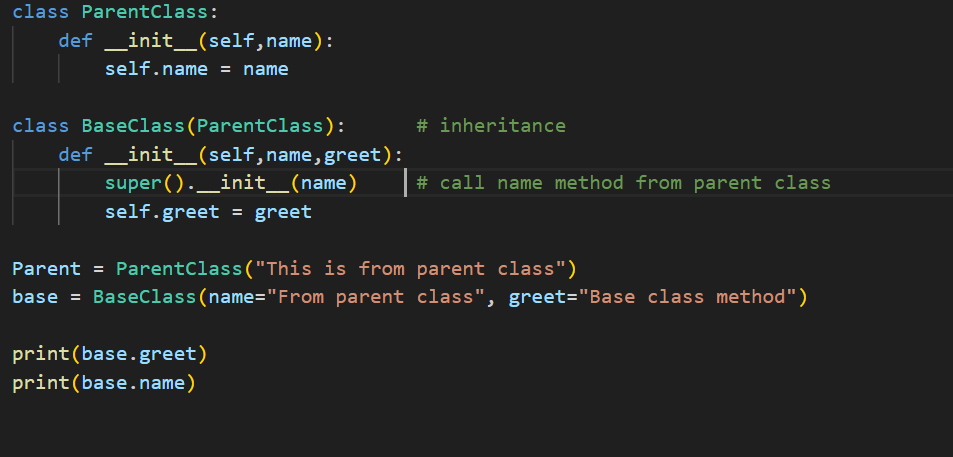 class ParentClass:
    def __init__(self,name):
        self.name = name
class BaseClass(ParentClass):      # inheritance
    def __init__(self,name,greet):
        super().__init__(name)     # call name method from parent class
        self.greet = greet
Parent = ParentClass("This is from parent class")
base = BaseClass(name="From parent class", greet="Base class method")
print(base.greet)
print(base.name)